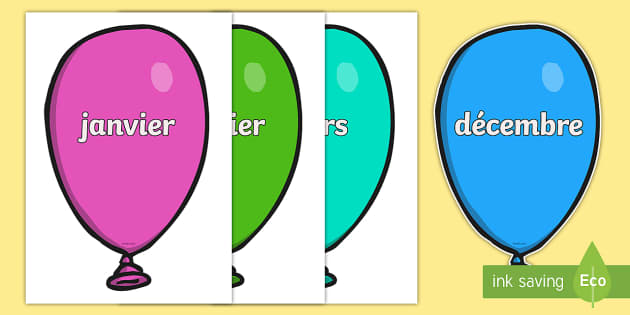 janvier
ier
rs
décembre
ink saving
Eco